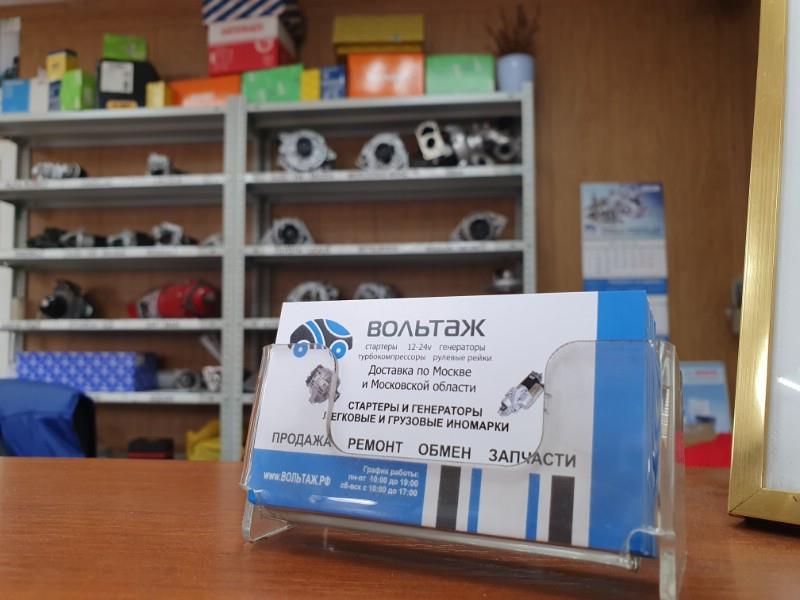 ВОЛЬТАЖ
стартеры 12-24v генераторы
турбокомпрессоры рулевые рейки
Доставка по Москве
и Московской области
СТАРТЕРЫ И ГЕНЕРАТОРЫ
ЛЕГКОВЫЕ И ГРУЗОВЫЕ ИНОМАРКИ
ПРОДАЖА РЕМОНТ ОБМЕН ЗАПЧАСТИ
www.ВОЛЬТАЖ.РФ
График работы:
пн-пт 10:00 до 19:00
сб-вск с 10:00 до 17:00